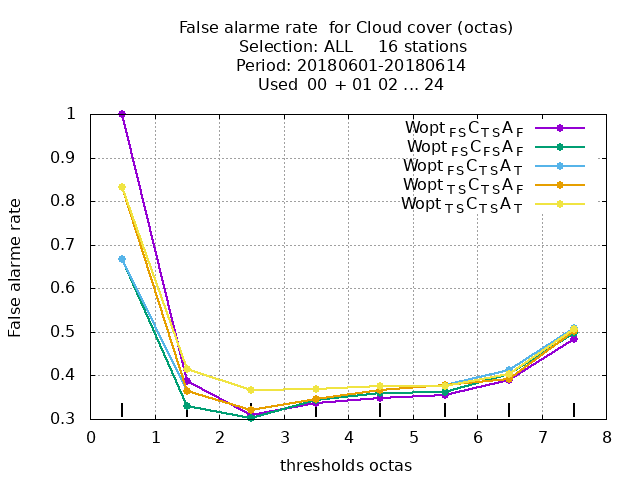 False alarme rate  for Cloud cover (octas)
Selection: ALL     16 stations
Period: 20180601-20180614
Used  00  + 01 02 ... 24
Wopt FS C TS A F
Wopt FS C FS A F
Wopt FS C TS A T
Wopt TS C TS A F
Wopt TS C TS A T
1
0.9
0.8
0.7
0.6
0.5
0.4
0.3
False alarme rate
0 1 2 3 4 5 6 7 8
thresholds octas